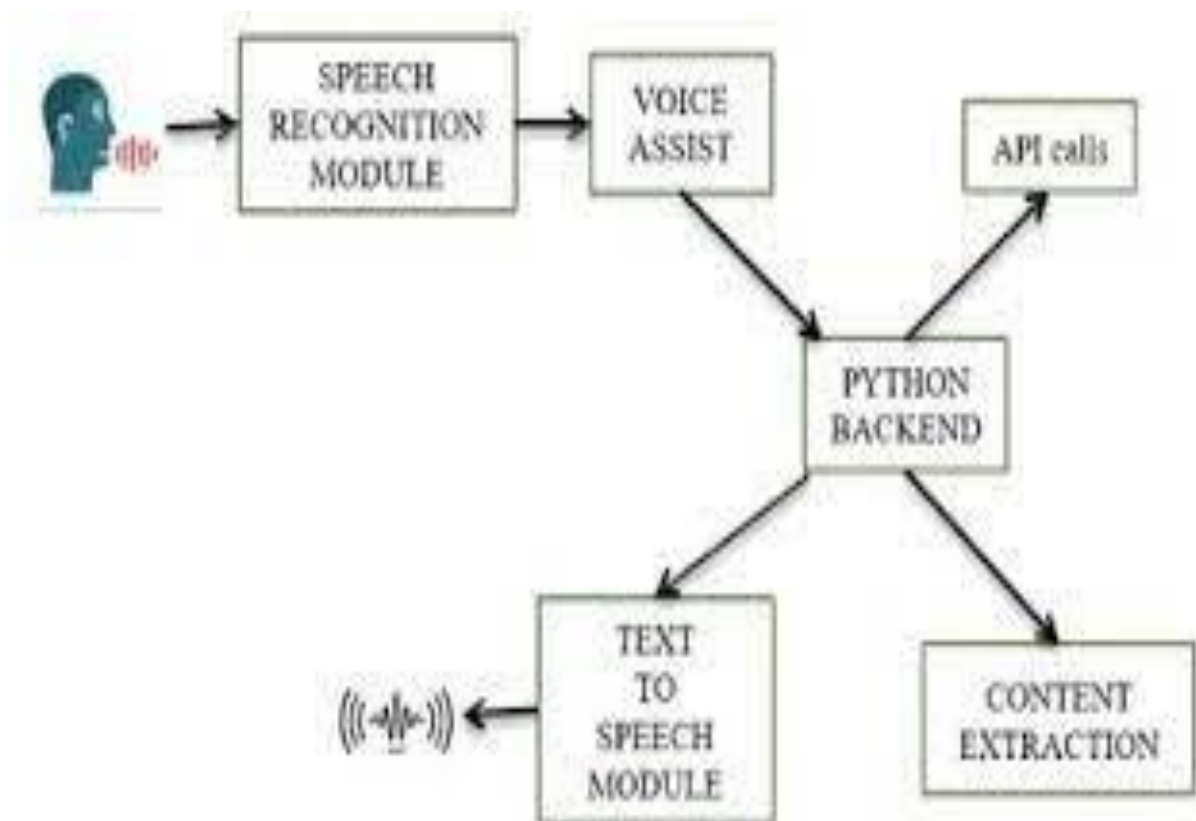 SPEECH
RECOGNITION
MODULE
VOICE
ASSIST
API calls
PYTHON
BACKEND
TEXT
TO
SPEECH
MODULE
CONTENT
EXTRACTION